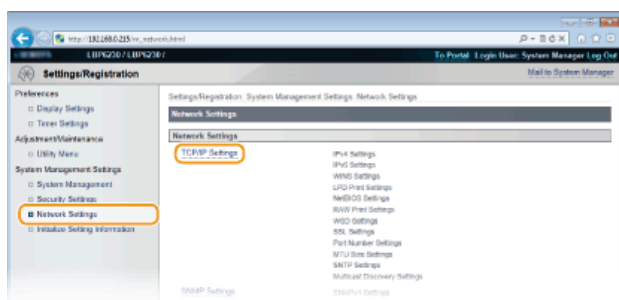 http://192.168.0.215/m_network.html
LBP6230 / LBP6230 /
To Portal Login User: System Manager Log Out
Settings/Registration
Mail to System Manager
Preferences
Display Settings
Timer Settings
Adjustment/Maintenance
Utility Menu
System Management Settings
System Management
Security Settings
Network Settings
Initialize Setting Information
Settings/Registration: System Management Settings: Network Settings
Network Settings
Network Settings
TCP/IP Settings
IPv4 Settings
IPv6 Settings
WINS Settings
LPD Print Settings
NetBIOS Settings
RAW Print Settings
WSD Settings
SSL Settings
Port Number Settings
MTU Size Settings
SNTP Settings
Multicast Discovery Settings
SNMP Settings
SNMPv1 Settings